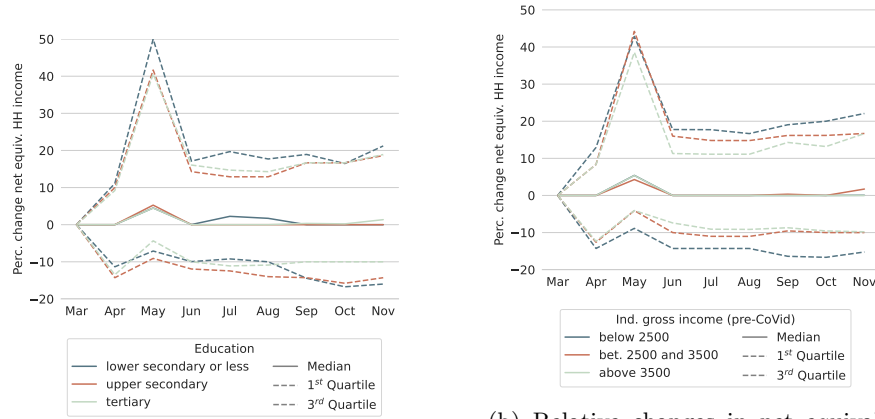 Perc. change net equiv. HH income
50
40
30
20
10
0
−10
−20
Mar Apr May Jun Jul Aug Sep Oct Nov
Education
lower secondary or less
upper secondary
tertiary
Median
1st Quartile
3rd Quartile
Perc. change net equiv. HH income
50
40
30
20
10
0
−10
−20
Mar Apr May Jun Jul Aug Sep Oct Nov
Ind. gross income (pre-CoVid)
below 2500
bet. 2500 and 3500
above 3500
Median
1st Quartile
3rd Quartile
(b) Relative changes in net